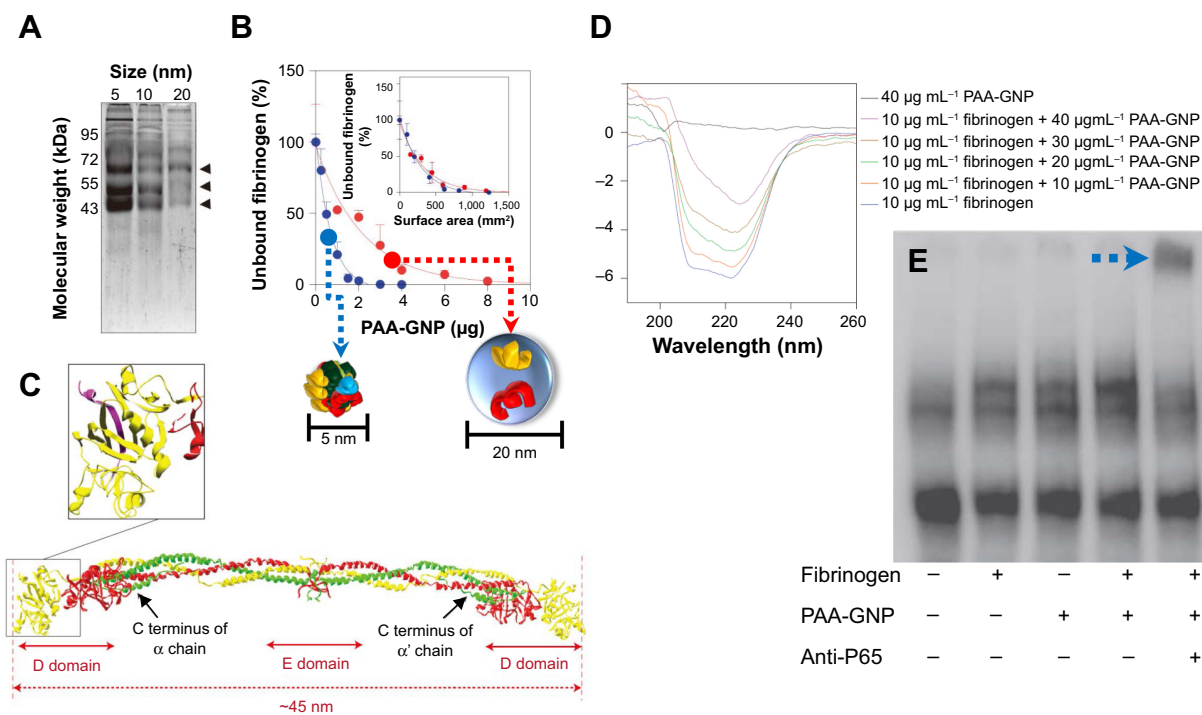 A
Size (nm)
5 10 20
Molecular weight (kDa)
95
72
55
43
B
Unbound fibrinogen (%)
150
100
50
0
0 2 4 6 8 10
PAA-GNP (µg)
Unbound fibrinogen
(%)
150
100
50
0
0 500 1,000 1,500
Surface area (mm²)
5 nm
20 nm
C
C terminus of
α chain
C terminus of
α' chain
D domain
E domain
D domain
~45 nm
D
0
−2
−4
−6
200 220 240 260
Wavelength (nm)
40 µg mL⁻¹ PAA-GNP
10 µg mL⁻¹ fibrinogen + 40 µgmL⁻¹ PAA-GNP
10 µg mL⁻¹ fibrinogen + 30 µgmL⁻¹ PAA-GNP
10 µg mL⁻¹ fibrinogen + 20 µgmL⁻¹ PAA-GNP
10 µg mL⁻¹ fibrinogen + 10 µgmL⁻¹ PAA-GNP
10 µg mL⁻¹ fibrinogen
E
Fibrinogen − + − + +
PAA-GNP − − + + +
Anti-P65 − − − − +